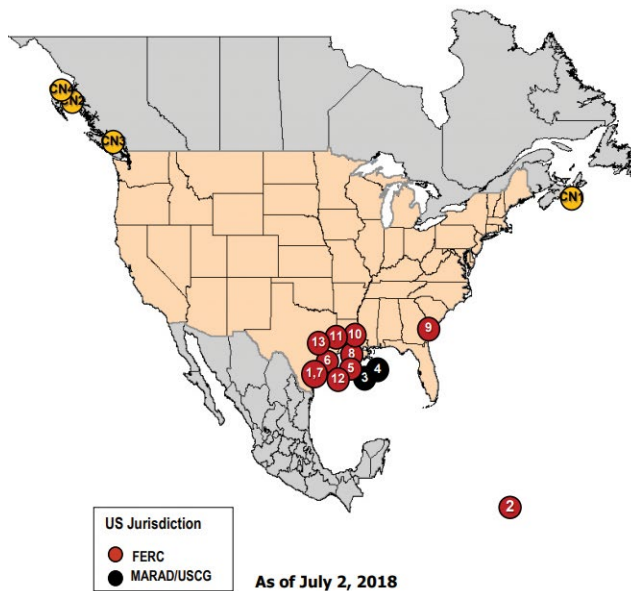 CN4
CN2
CN3
CN1
9
13
11
10
8
6
5
1,7
12
3
4
2
US Jurisdiction
FERC
MARAD/USCG
As of July 2, 2018